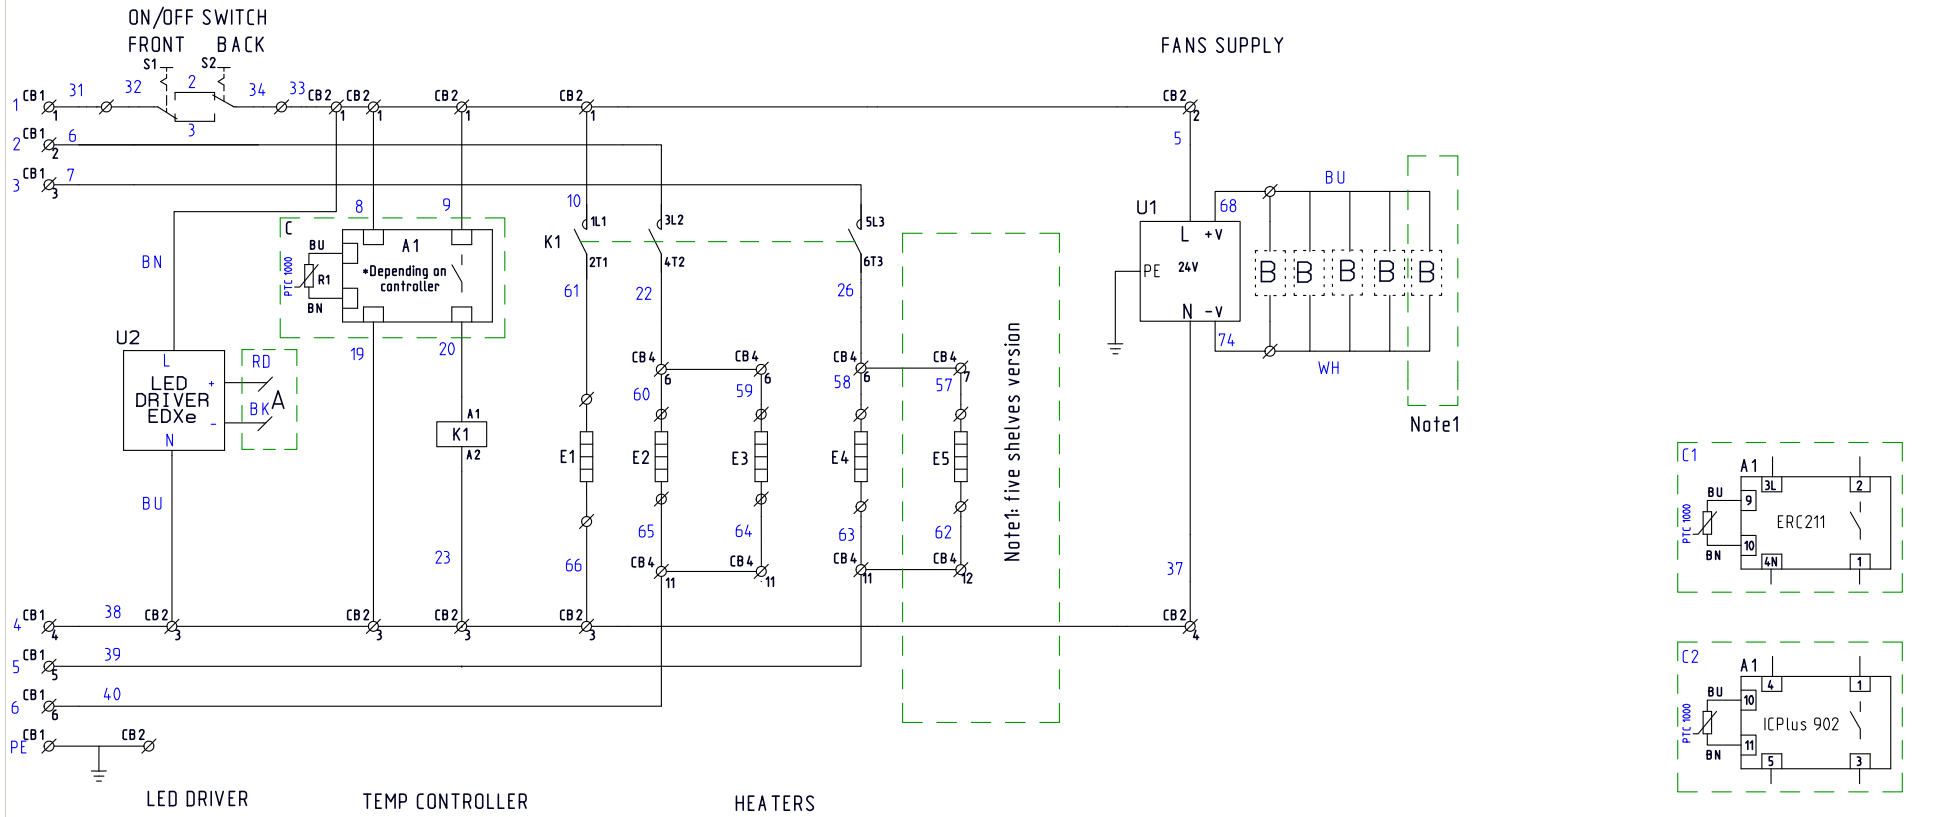 ON/OFF SWITCH
FRONT BACK
S1 S2
FANS SUPPLY
1 CB1 31 32 2 34 33 CB2 CB2 CB2 CB2 CB2
1 3 1 1 1 1 2
2 CB1 6 5
2
3 CB1 7
3
8 9 10 BU
68
C 1L1 3L2 5L3 U1
BU A1 K1 L +V
BN *Depending on 2T1 4T2 6T3 PE 24V B B B B B
PTC 1000 R1 controller
BN 61 22 26 N -V
U2 19 20 74
WH
L RD CB4 CB4 CB4 CB4
6 6 6 7
LED +
DRIVER A 60 59 58 57
EDXe BK
- A1 Note1
N K1
A2 E1 E2 E3 E4 E5
Note1: five shelves version
BU 65 64 63 62
23 66 CB4 CB4 CB4 CB4 37
11 11 11 12
4 CB1 38 CB2 CB2 CB2 CB2 CB2
4 3 3 3 3 4
5 CB1 39
5
6 CB1 40
6
PE CB1 CB2
LED DRIVER TEMP CONTROLLER HEATERS
C1
A1
3L 2
BU 9
PTC 1000 ERC211
BN 10
4N 1
C2
A1
4 1
BU 10
PTC 1000 ICPlus 902
BN 11
5 3